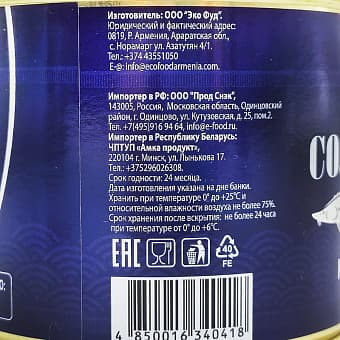 Изготовитель: ООО "Эко Фуд".
Юридический и фактический адрес:
0819, Р. Армения, Араратская обл.,
с. Норамарг ул. Азатутян 4/1.
Тел.: +374 43551050
E-@: info@ecofoodarmenia.com
Импортер в РФ: ООО "Прод Снэк",
143005, Россия, Московская область, Одинцовский
район, г. Одинцово, ул. Кутузовская, д. 25, пом.2.
Тел: +7(495)916 94 64, info@e-food.ru.
Импортер в Республику Беларусь:
ЧПТУП «Амка продукт»,
220104 г. Минск, ул. Лынькова 17.
Тел.: +375296026308.
Срок годности: 24 месяца.
Дата изготовления указана на дне банки.
Хранить при температуре 0° до +25°С и
относительной влажности воздуха не более 75%.
Срок хранения после вскрытия: не более 24 часа
при температуре от 0° до +6°С.
EAC
40
FE
4 850016 340418
СО